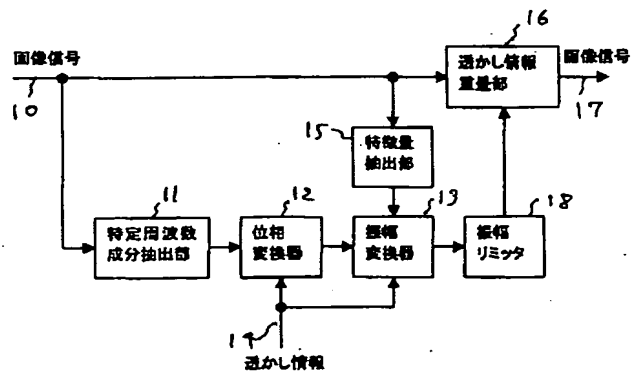 16
画像信号
透かし情報
重畳部
画像信号
10
17
15
特徴量
抽出部
11
12
13
18
特定周波数
成分抽出部
位相
変換器
振幅
変換器
振幅
リミッタ
14
透かし情報